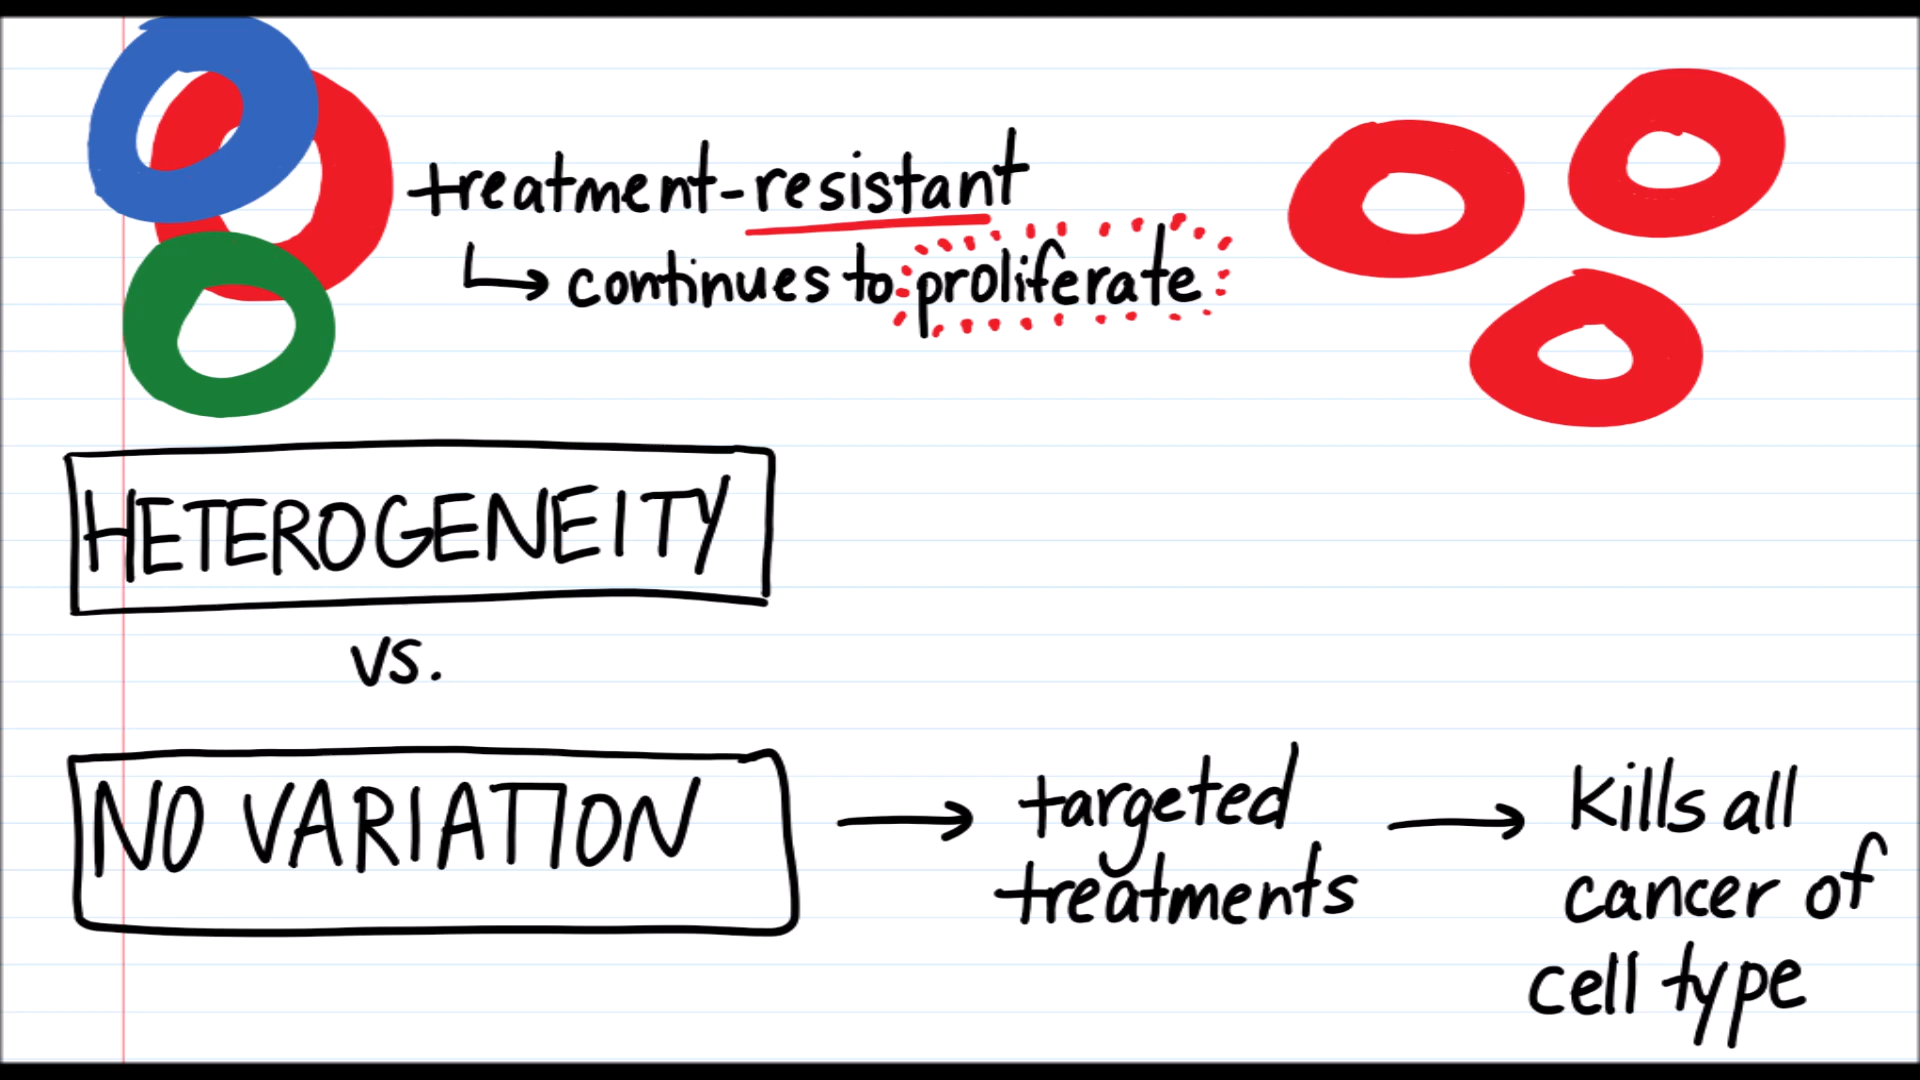 treatment-resistant
continues to proliferate
HETEROGENEITY
vs.
NO VARIATION
targeted
treatments
Kills all
cancer of
cell type